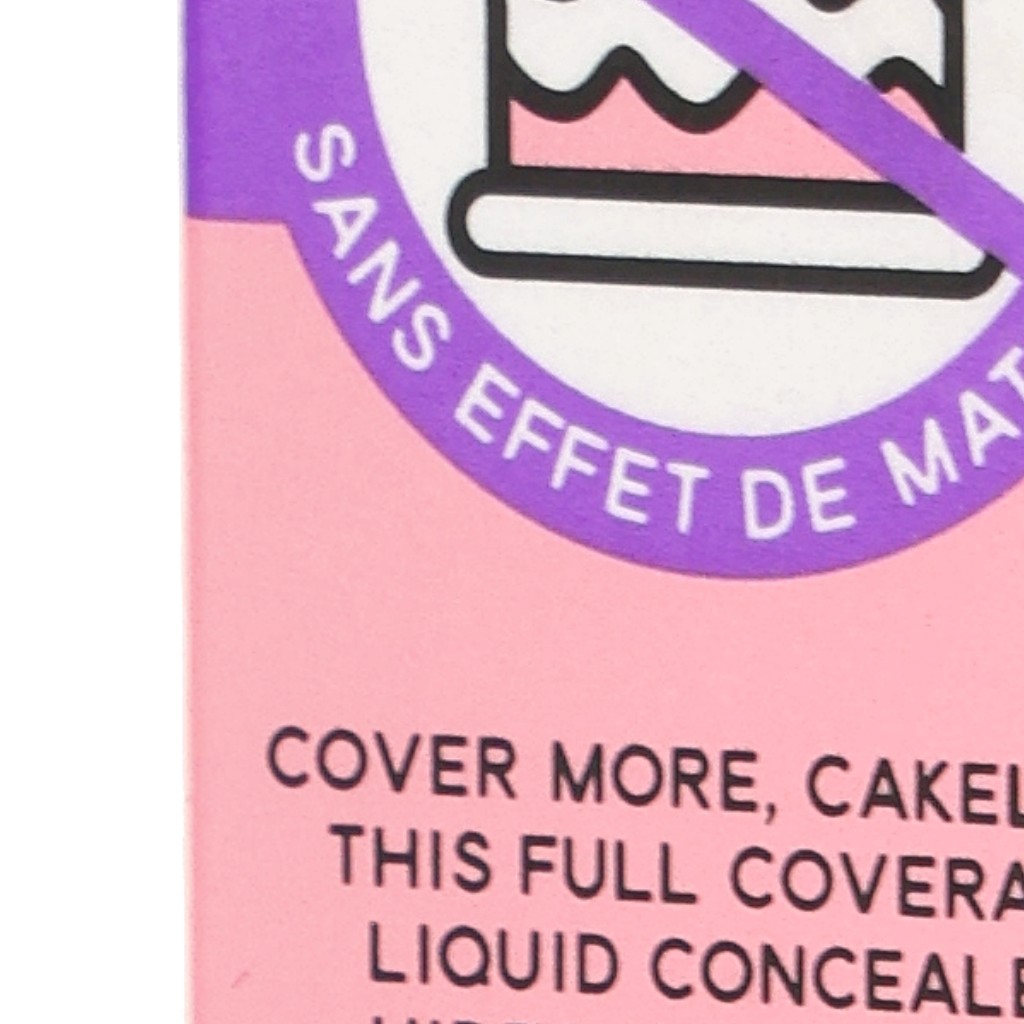 SANS EFFET DE MAT
COVER MORE, CAKEL
THIS FULL COVERA
LIQUID CONCEALE